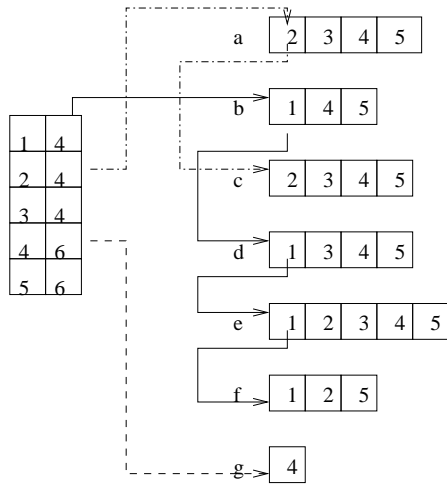 a 2 3 4 5
b 1 4 5
1 4
2 4
c 2 3 4 5
3 4
4 6
d 1 3 4 5
5 6
e 1 2 3 4 5
f 1 2 5
g 4